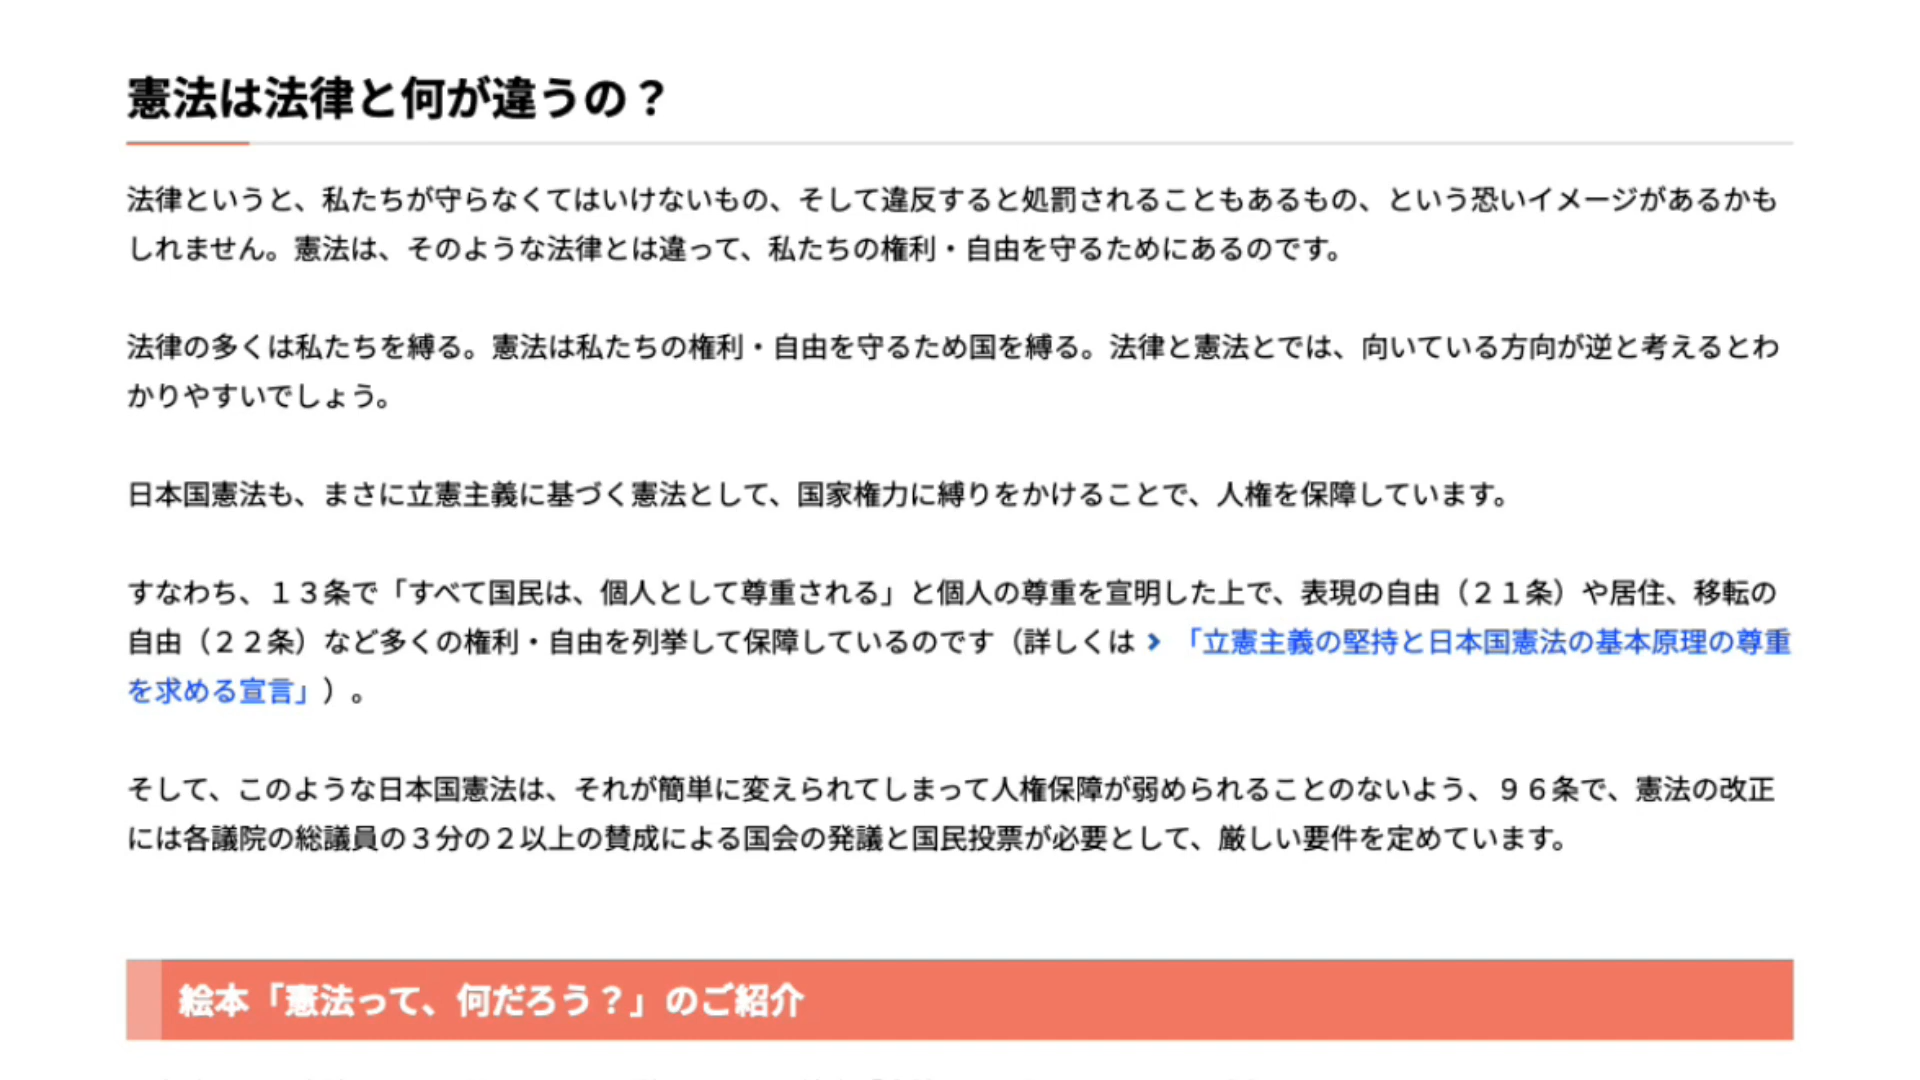 憲法は法律と何が違うの？
法律というと、私たちが守らなくてはいけないもの、そして違反すると処罰されることもあるもの、という恐いイメージがあるかも
しれません。憲法は、そのような法律とは違って、私たちの権利・自由を守るためにあるのです。
法律の多くは私たちを縛る。憲法は私たちの権利・自由を守るため国を縛る。法律と憲法とでは、向いている方向が逆と考えるとわ
かりやすいでしょう。
日本国憲法も、まさに立憲主義に基づく憲法として、国家権力に縛りをかけることで、人権を保障しています。
すなわち、１３条で「すべて国民は、個人として尊重される」と個人の尊重を宣明した上で、表現の自由（２１条）や居住、移転の
自由（２２条）など多くの権利・自由を列挙して保障しているのです（詳しくは 「立憲主義の堅持と日本国憲法の基本原理の尊重
を求める宣言」）。
そして、このような日本国憲法は、それが簡単に変えられてしまって人権保障が弱められることのないよう、９６条で、憲法の改正
には各議院の総議員の３分の２以上の賛成による国会の発議と国民投票が必要として、厳しい要件を定めています。
絵本「憲法って、何だろう？」のご紹介